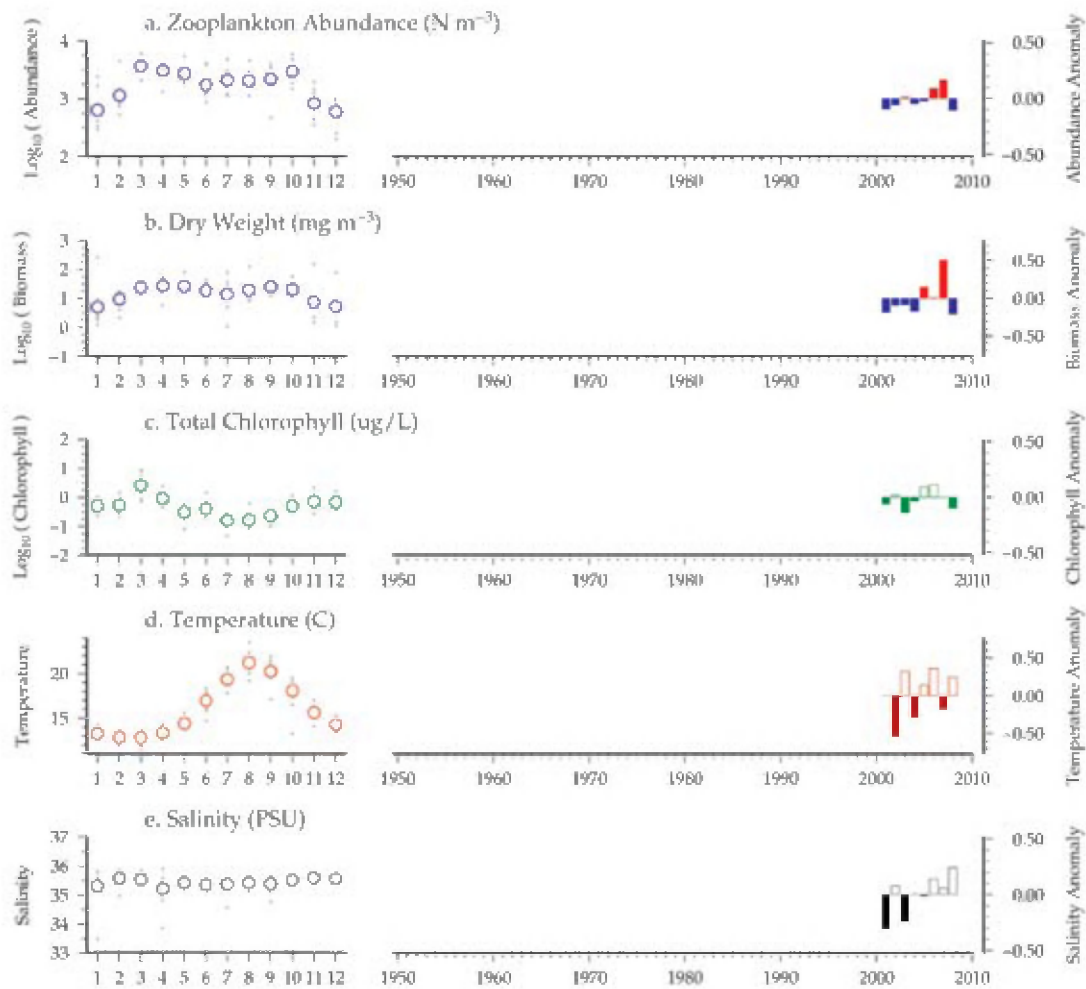 a. Zooplankton Abundance (N m⁻³)
Log₁₀ ( Abundance )
4
3
2
1 2 3 4 5 6 7 8 9 10 11 12
1950 1960 1970 1980 1990 2000 2010
0.50
0.00
-0.50
Abundance Anomaly
b. Dry Weight (mg m⁻³)
Log₁₀ ( Biomass )
3
2
1
0
-1
1 2 3 4 5 6 7 8 9 10 11 12
1950 1960 1970 1980 1990 2000 2010
0.50
0.00
-0.50
Biomass Anomaly
c. Total Chlorophyll (ug/L)
Log₁₀ ( Chlorophyll )
2
1
0
-1
-2
1 2 3 4 5 6 7 8 9 10 11 12
1950 1960 1970 1980 1990 2000 2010
0.50
0.00
-0.50
Chlorophyll Anomaly
d. Temperature (C)
Temperature
20
15
1 2 3 4 5 6 7 8 9 10 11 12
1950 1960 1970 1980 1990 2000 2010
0.50
0.00
-0.50
Temperature Anomaly
e. Salinity (PSU)
Salinity
37
36
35
34
33
1 2 3 4 5 6 7 8 9 10 11 12
1950 1960 1970 1980 1990 2000 2010
0.50
0.00
-0.50
Salinity Anomaly